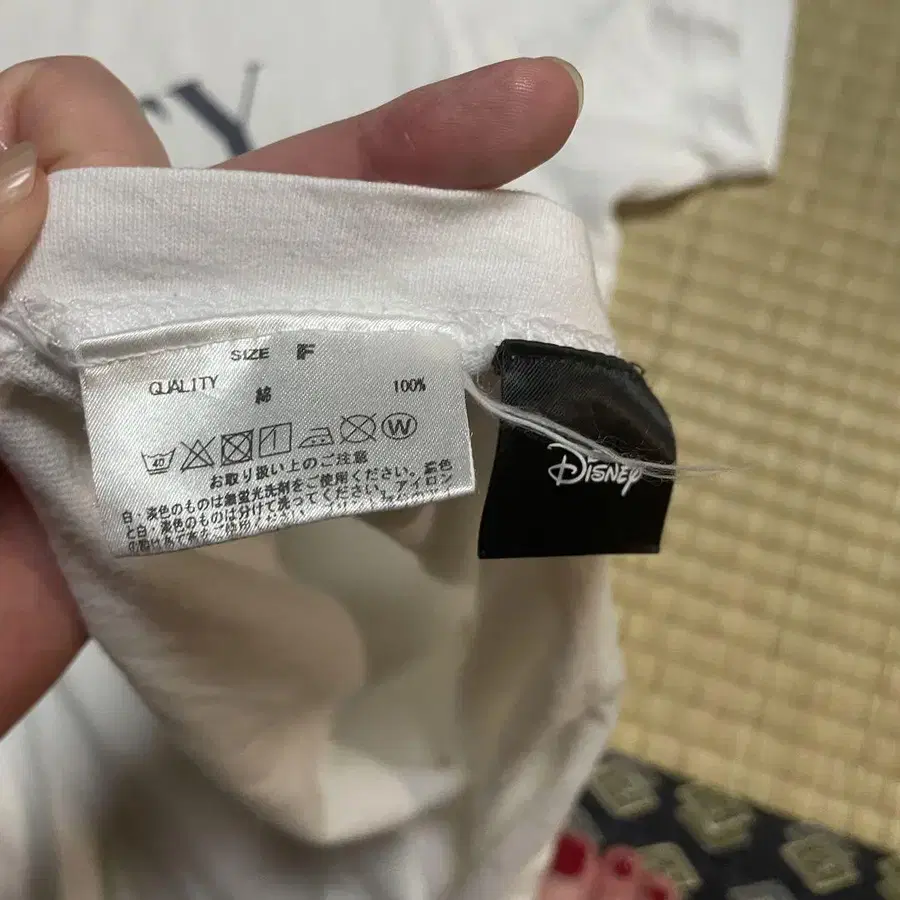 TY
SIZE F
QUALITY
綿 100%
40 W
お取り扱い上のご注意
白・淡色のものは無蛍光洗剤をご使用ください。濃色
と白・淡色のものは分けて洗ってください。アイロン
Disney